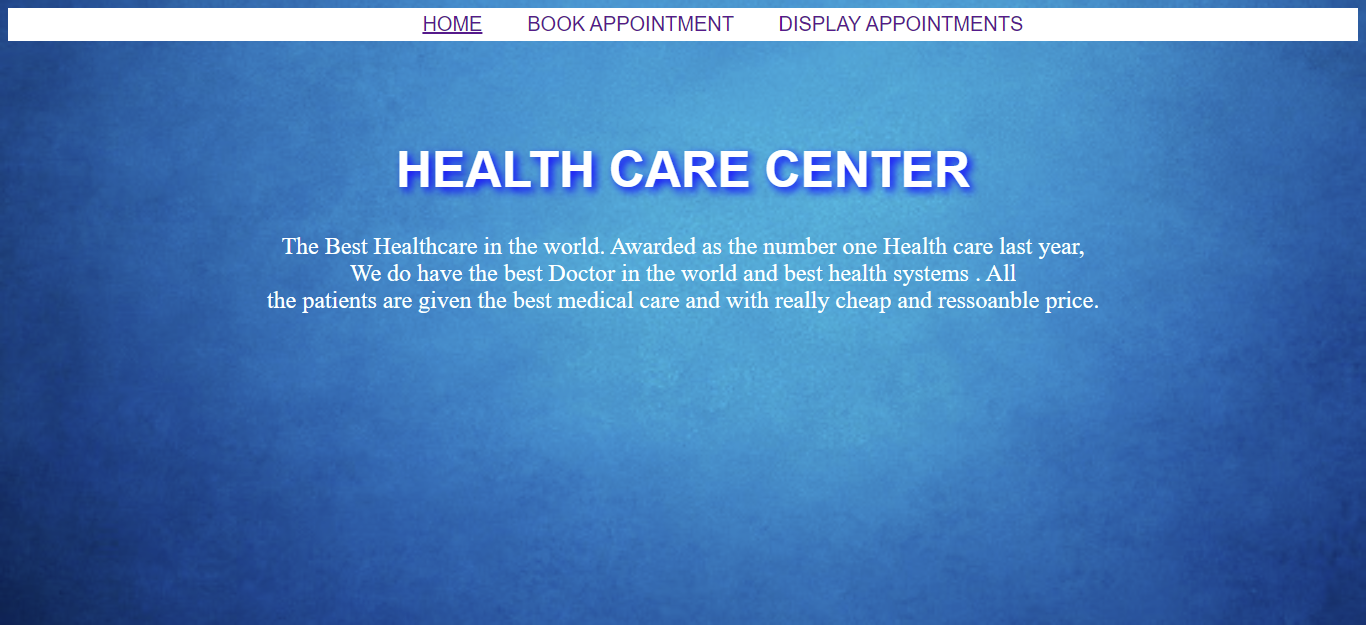 HOME BOOK APPOINTMENT DISPLAY APPOINTMENTS
HEALTH CARE CENTER
The Best Healthcare in the world. Awarded as the number one Health care last year,
We do have the best Doctor in the world and best health systems . All
the patients are given the best medical care and with really cheap and ressoanble price.